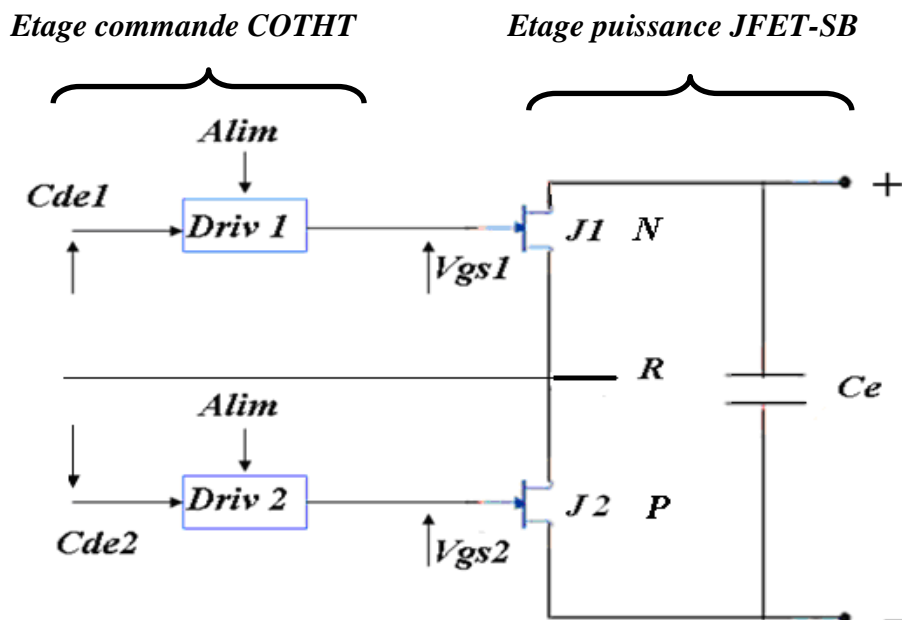 Etage commande COTHT
Etage puissance JFET-SB
Alim
Cde1
Driv 1
Vgs1
J1 N
+
R
Ce
Alim
Driv 2
Cde2
Vgs2
J2 P
-